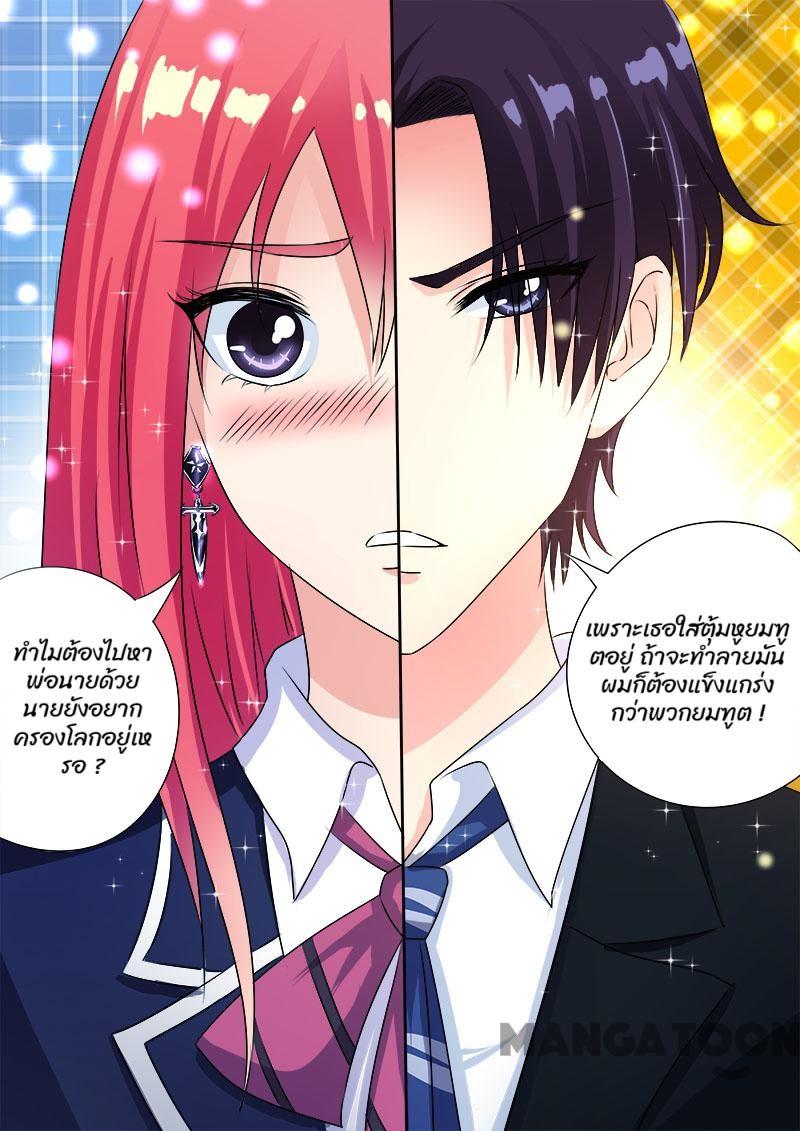 ทำไมต้องไปหา
พ่อนายด้วย
นายยังอยาก
ครองโลกอยู่เห
รอ ?
เพราะเธอใส่ตุ้มหูยมฑู
ตอยู่ ถ้าจะทำลายมัน
ผมก็ต้องแข็งแกร่ง
กว่าพวกยมฑูต !
MANGATOON